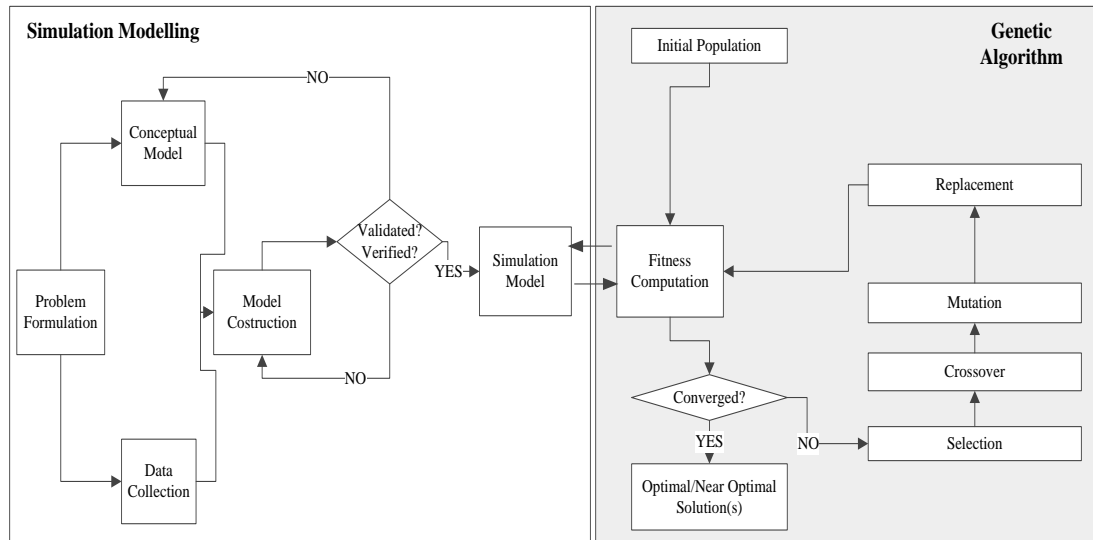 Simulation Modelling
NO
Conceptual
Model
Problem
Formulation
Data
Collection
Model
Costruction
Validated?
Verified?
YES
NO
Simulation
Model
Genetic
Algorithm
Initial Population
Fitness
Computation
Converged?
YES
NO
Optimal/Near Optimal
Solution(s)
Replacement
Mutation
Crossover
Selection